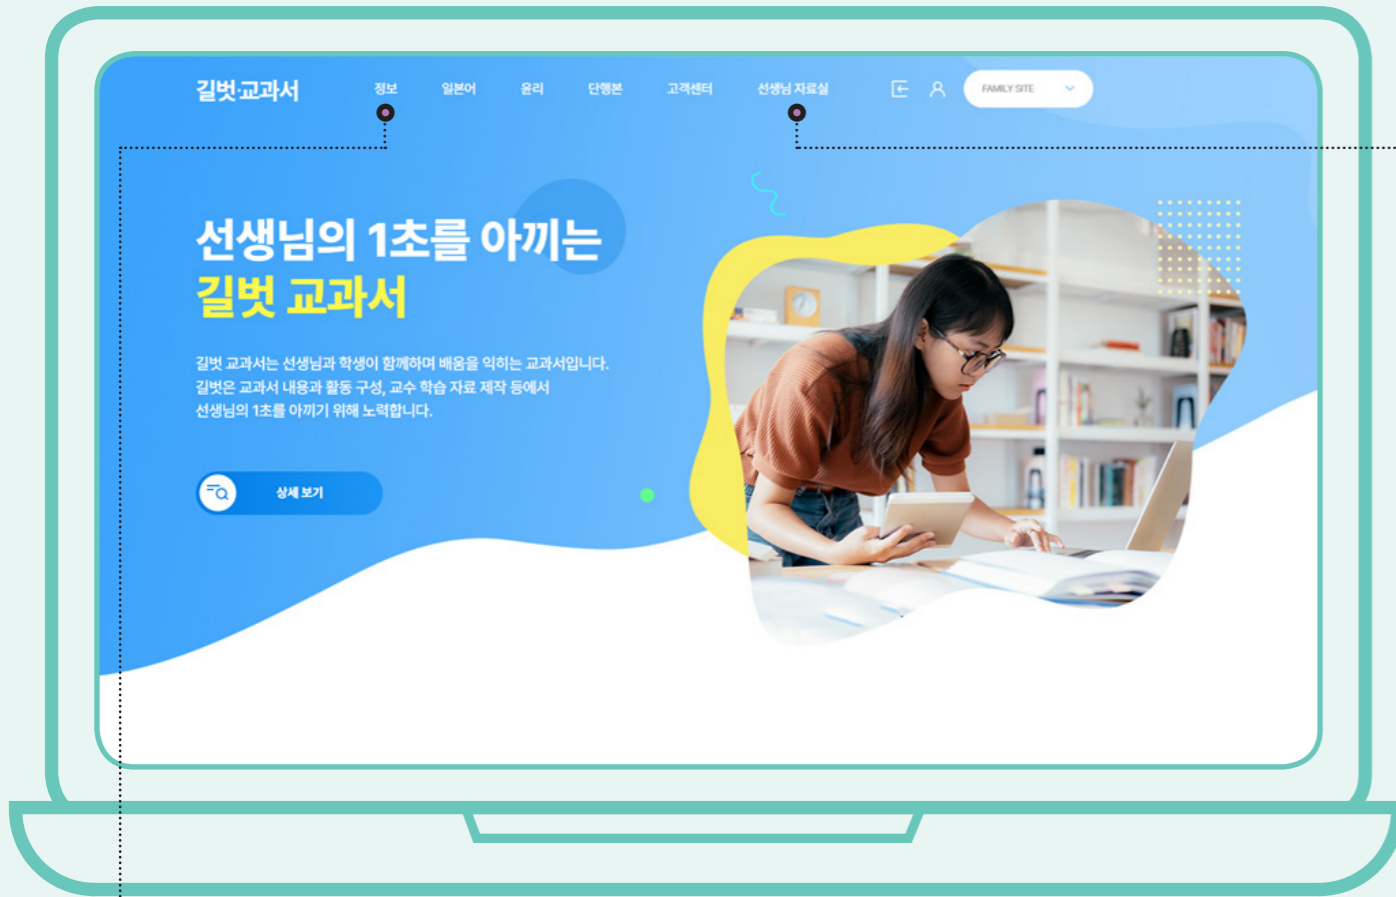 길벗·교과서
정보 일본어 윤리 단행본 고객센터 선생님 자료실 FAMILY SITE
선생님의 1초를 아끼는
길벗 교과서
길벗 교과서는 선생님과 학생이 함께하며 배움을 익히는 교과서입니다.
길벗은 교과서 내용과 활동 구성, 교수 학습 자료 제작 등에서
선생님의 1초를 아끼기 위해 노력합니다.
상세 보기